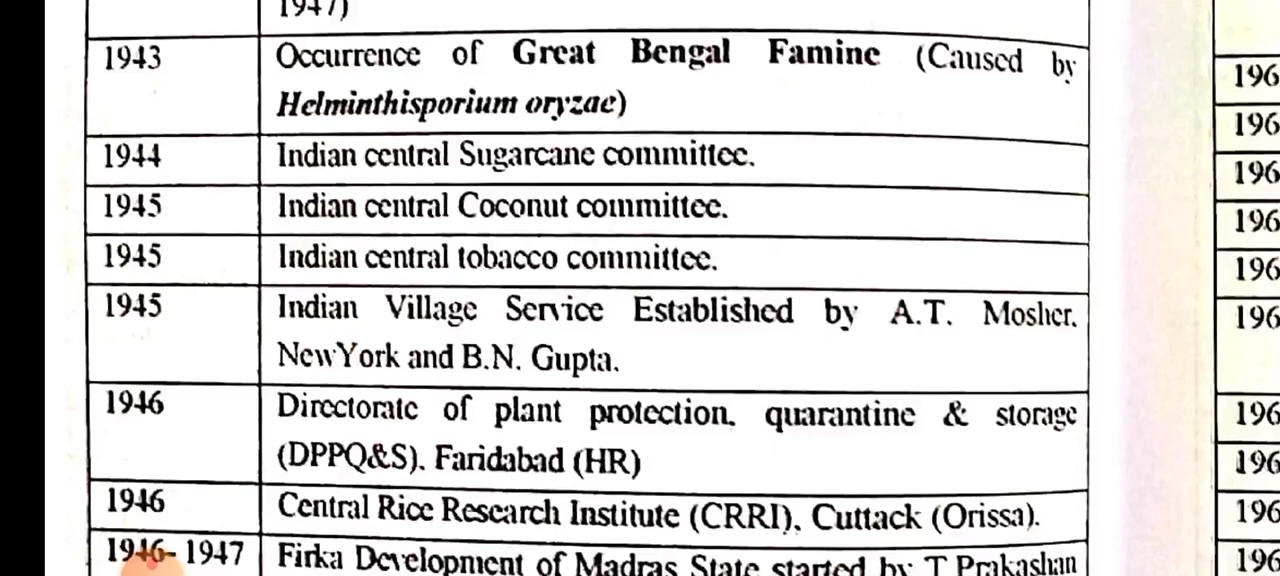 1947)
1943 Occurrence of Great Bengal Famine (Caused by
Helminthisporium oryzae)
1944 Indian central Sugarcane committee.
1945 Indian central Coconut committee.
1945 Indian central tobacco committee.
1945 Indian Village Service Established by A.T. Mosher.
NewYork and B.N. Gupta.
1946 Directorate of plant protection, quarantine & storage
(DPPQ&S). Faridabad (HR)
1946 Central Rice Research Institute (CRRI), Cuttack (Orissa).
1946- 1947 Firka Development of Madras State started by T Prakashan
196
196
196
196
196
196
196
196
196
196